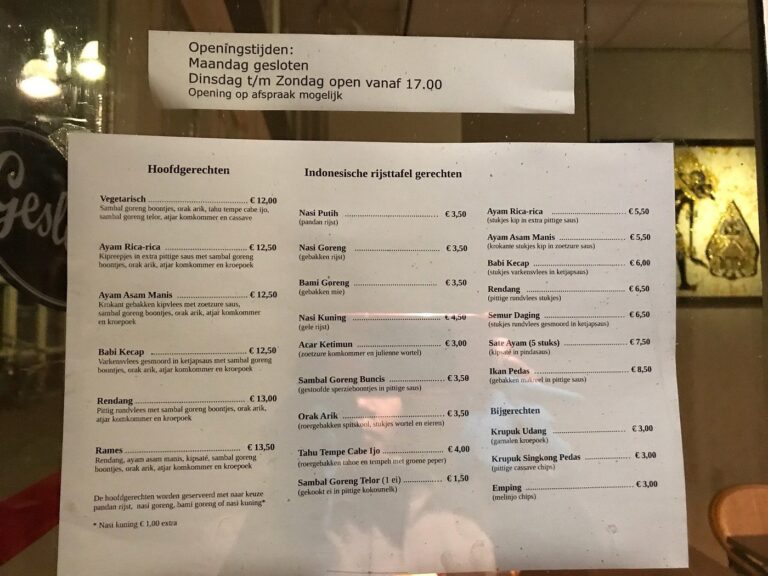 Openingstijden:
Maandag gesloten
Dinsdag t/m Zondag open vanaf 17.00
Opening op afspraak mogelijk
Gesl
Hoofdgerechten
Vegetarisch ........ € 12,00
Sambal goreng boontjes, orak arik, tahu tempe cabe ijo,
sambal goreng telor, atjar komkommer en cassave
Ayam Rica-rica ........ € 12,50
Kipreepjes in extra pittige saus met sambal goreng
boontjes, orak arik, atjar komkommer en kroepoek
Ayam Asam Manis ........ € 12,50
Krokant gebakken kipvlees met zoetzure saus,
sambal goreng boontjes, orak arik, atjar komkommer
en kroepoek
Babi Kecap ........ € 12,50
Varkensvlees gesmoord in ketjapsaus met sambal goreng
boontjes, orak arik, atjar komkommer en kroepoek
Rendang ........ € 13,00
Pittig rundvlees met sambal goreng boontjes, orak arik,
atjar komkommer en kroepoek
Rames ........ € 13,50
Rendang, ayam asam manis, kipsaté, sambal goreng
boontjes, orak arik, atjar komkommer en kroepoek
De hoofdgerechten worden geserveerd met naar keuze
pandan rijst, nasi goreng, bami goreng of nasi kuning*
* Nasi kuning € 1,00 extra
Indonesische rijsttafel gerechten
Nasi Putih ........ € 3,50
(pandan rijst)
Nasi Goreng ........ € 3,50
(gebakken rijst)
Bami Goreng ........ € 3,50
(gebakken mie)
Nasi Kuning ........ € 4,50
(gele rijst)
Acar Ketimun ........ € 3,00
(zoetzure komkommer en julienne wortel)
Sambal Goreng Buncis ........ € 3,50
(gestoofde sperzieboontjes in pittige saus)
Orak Arik ........ € 3,50
(roergebakken spitskool, stukjes wortel en eieren)
Tahu Tempe Cabe Ijo ........ € 4,00
(roergebakken tahoe en tempeh met groene peper)
Sambal Goreng Telor (1 ei) ........ € 1,50
(gekookt ei in pittige kokosmelk)
Ayam Rica-rica ........ € 5,50
(stukjes kip in extra pittige saus)
Ayam Asam Manis ........ € 5,50
(krokante stukjes kip in zoetzure saus)
Babi Kecap ........ € 6,00
(stukjes varkensvlees in ketjapsaus)
Rendang ........ € 6,50
(pittige rundvlees stukjes)
Semur Daging ........ € 6,50
(stukjes rundvlees gesmoord in ketjapsaus)
Sate Ayam (5 stuks) ........ € 7,50
(kipsaté in pindasaus)
Ikan Pedas ........ € 8,50
(gebakken makreel in pittige saus)
Bijgerechten
Krupuk Udang ........ € 3,00
(garnalen kroepoek)
Krupuk Singkong Pedas ........ € 3,00
(pittige cassave chips)
Emping ........ € 3,00
(melinjo chips)